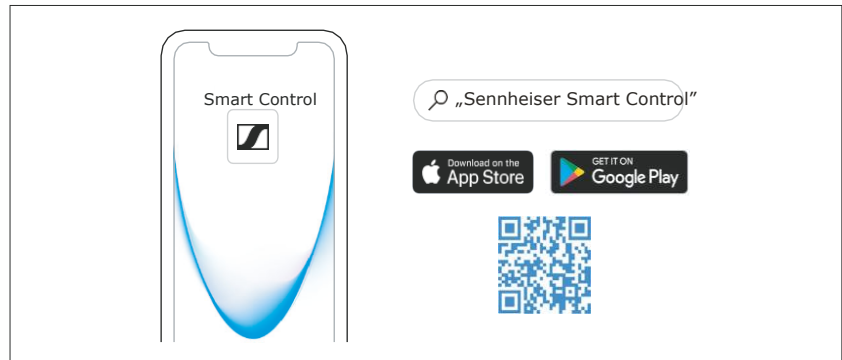 Smart Control
„Sennheiser Smart Control”
Download on the
App Store
GET IT ON
Google Play